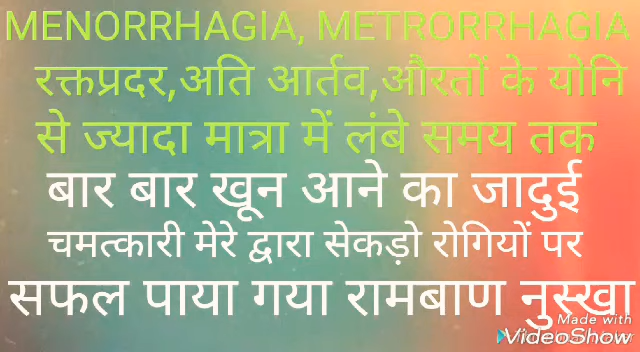 MENORRHAGIA, METRORRHAGIA
रक्तप्रदर,अति आर्तव,औरतों के योनि
से ज्यादा मात्रा में लंबे समय तक
बार बार खून आने का जादुई
चमत्कारी मेरे द्वारा सेकड़ो रोगियों पर
सफल पाया गया रामबाण नुस्खा
Made with
VideoShow